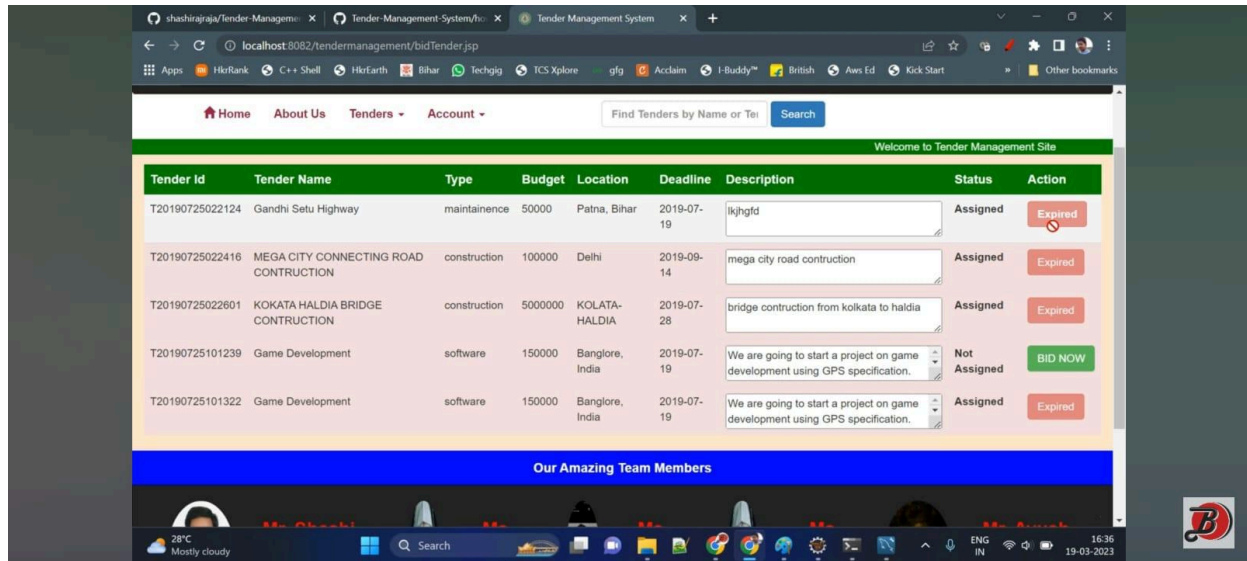 shashirajraja/Tender-Managemen
Tender-Management-System/ho
Tender Management System
localhost:8082/tendermanagement/bidTender.jsp
Apps HkrRank C++ Shell HkrEarth Bihar Techgig TCS Xplore gfg Acclaim I-Buddy™ British Aws Ed Kick Start » Other bookmarks
Home About Us Tenders Account Find Tenders by Name or Ter Search
Welcome to Tender Management Site
Tender Id Tender Name Type Budget Location Deadline Description Status Action
T20190725022124 Gandhi Setu Highway maintainence 50000 Patna, Bihar 2019-07- lkjhgfd Assigned Expired
19
T20190725022416 MEGA CITY CONNECTING ROAD construction 100000 Delhi 2019-09- mega city road contruction Assigned Expired
CONTRUCTION 14
T20190725022601 KOKATA HALDIA BRIDGE construction 5000000 KOLATA- 2019-07- bridge contruction from kolkata to haldia Assigned Expired
CONTRUCTION HALDIA 28
T20190725101239 Game Development software 150000 Banglore, 2019-07- We are going to start a project on game Not BID NOW
India 19 development using GPS specification. Assigned
T20190725101322 Game Development software 150000 Banglore, 2019-07- We are going to start a project on game Assigned Expired
India 19 development using GPS specification.
Our Amazing Team Members
28°C
Mostly cloudy
Search
ENG
IN
16:36
19-03-2023
B